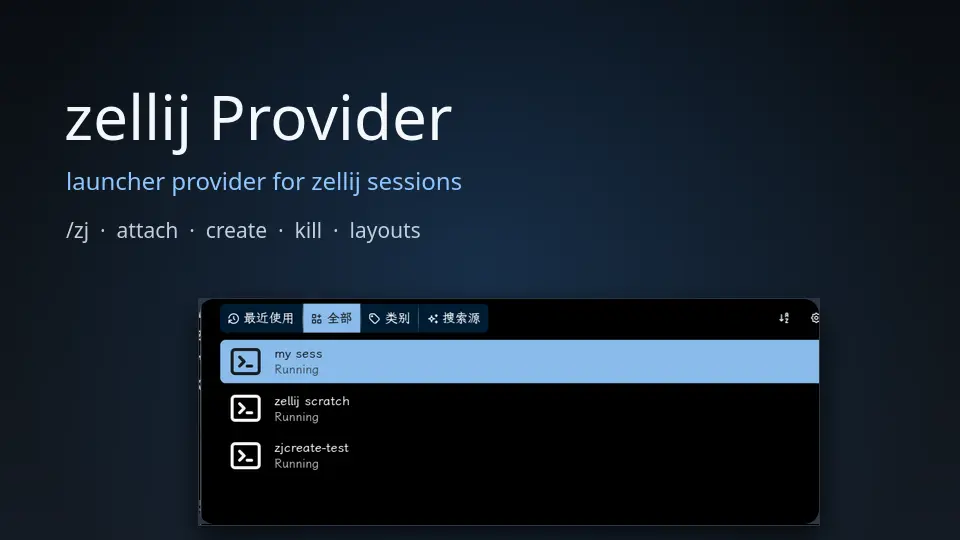 zellij Provider
launcher provider for zellij sessions
/zj · attach · create · kill · layouts
最近使用 全部 类别 搜索源
my sess
Running
zellij scratch
Running
zjcreate-test
Running